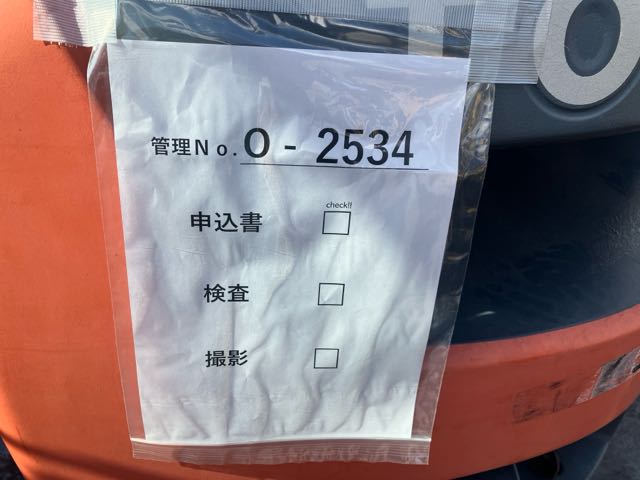 管理No. O - 2534
check!!
申込書 □
検査 □
撮影 □